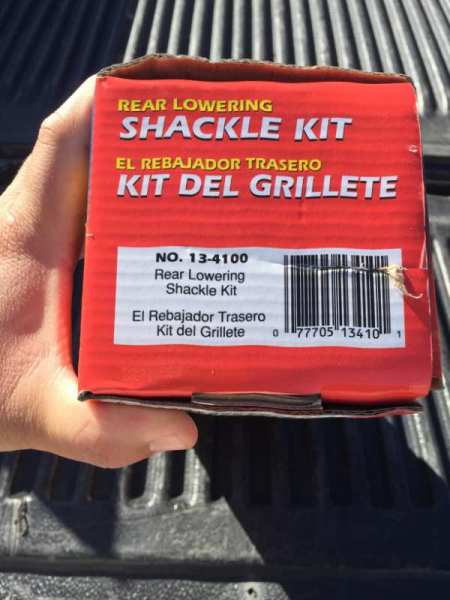 REAR LOWERING
SHACKLE KIT
EL REBAJADOR TRASERO
KIT DEL GRILLETE
NO. 13-4100
Rear Lowering
Shackle Kit
El Rebajador Trasero
Kit del Grillete
0 77705 13410 1